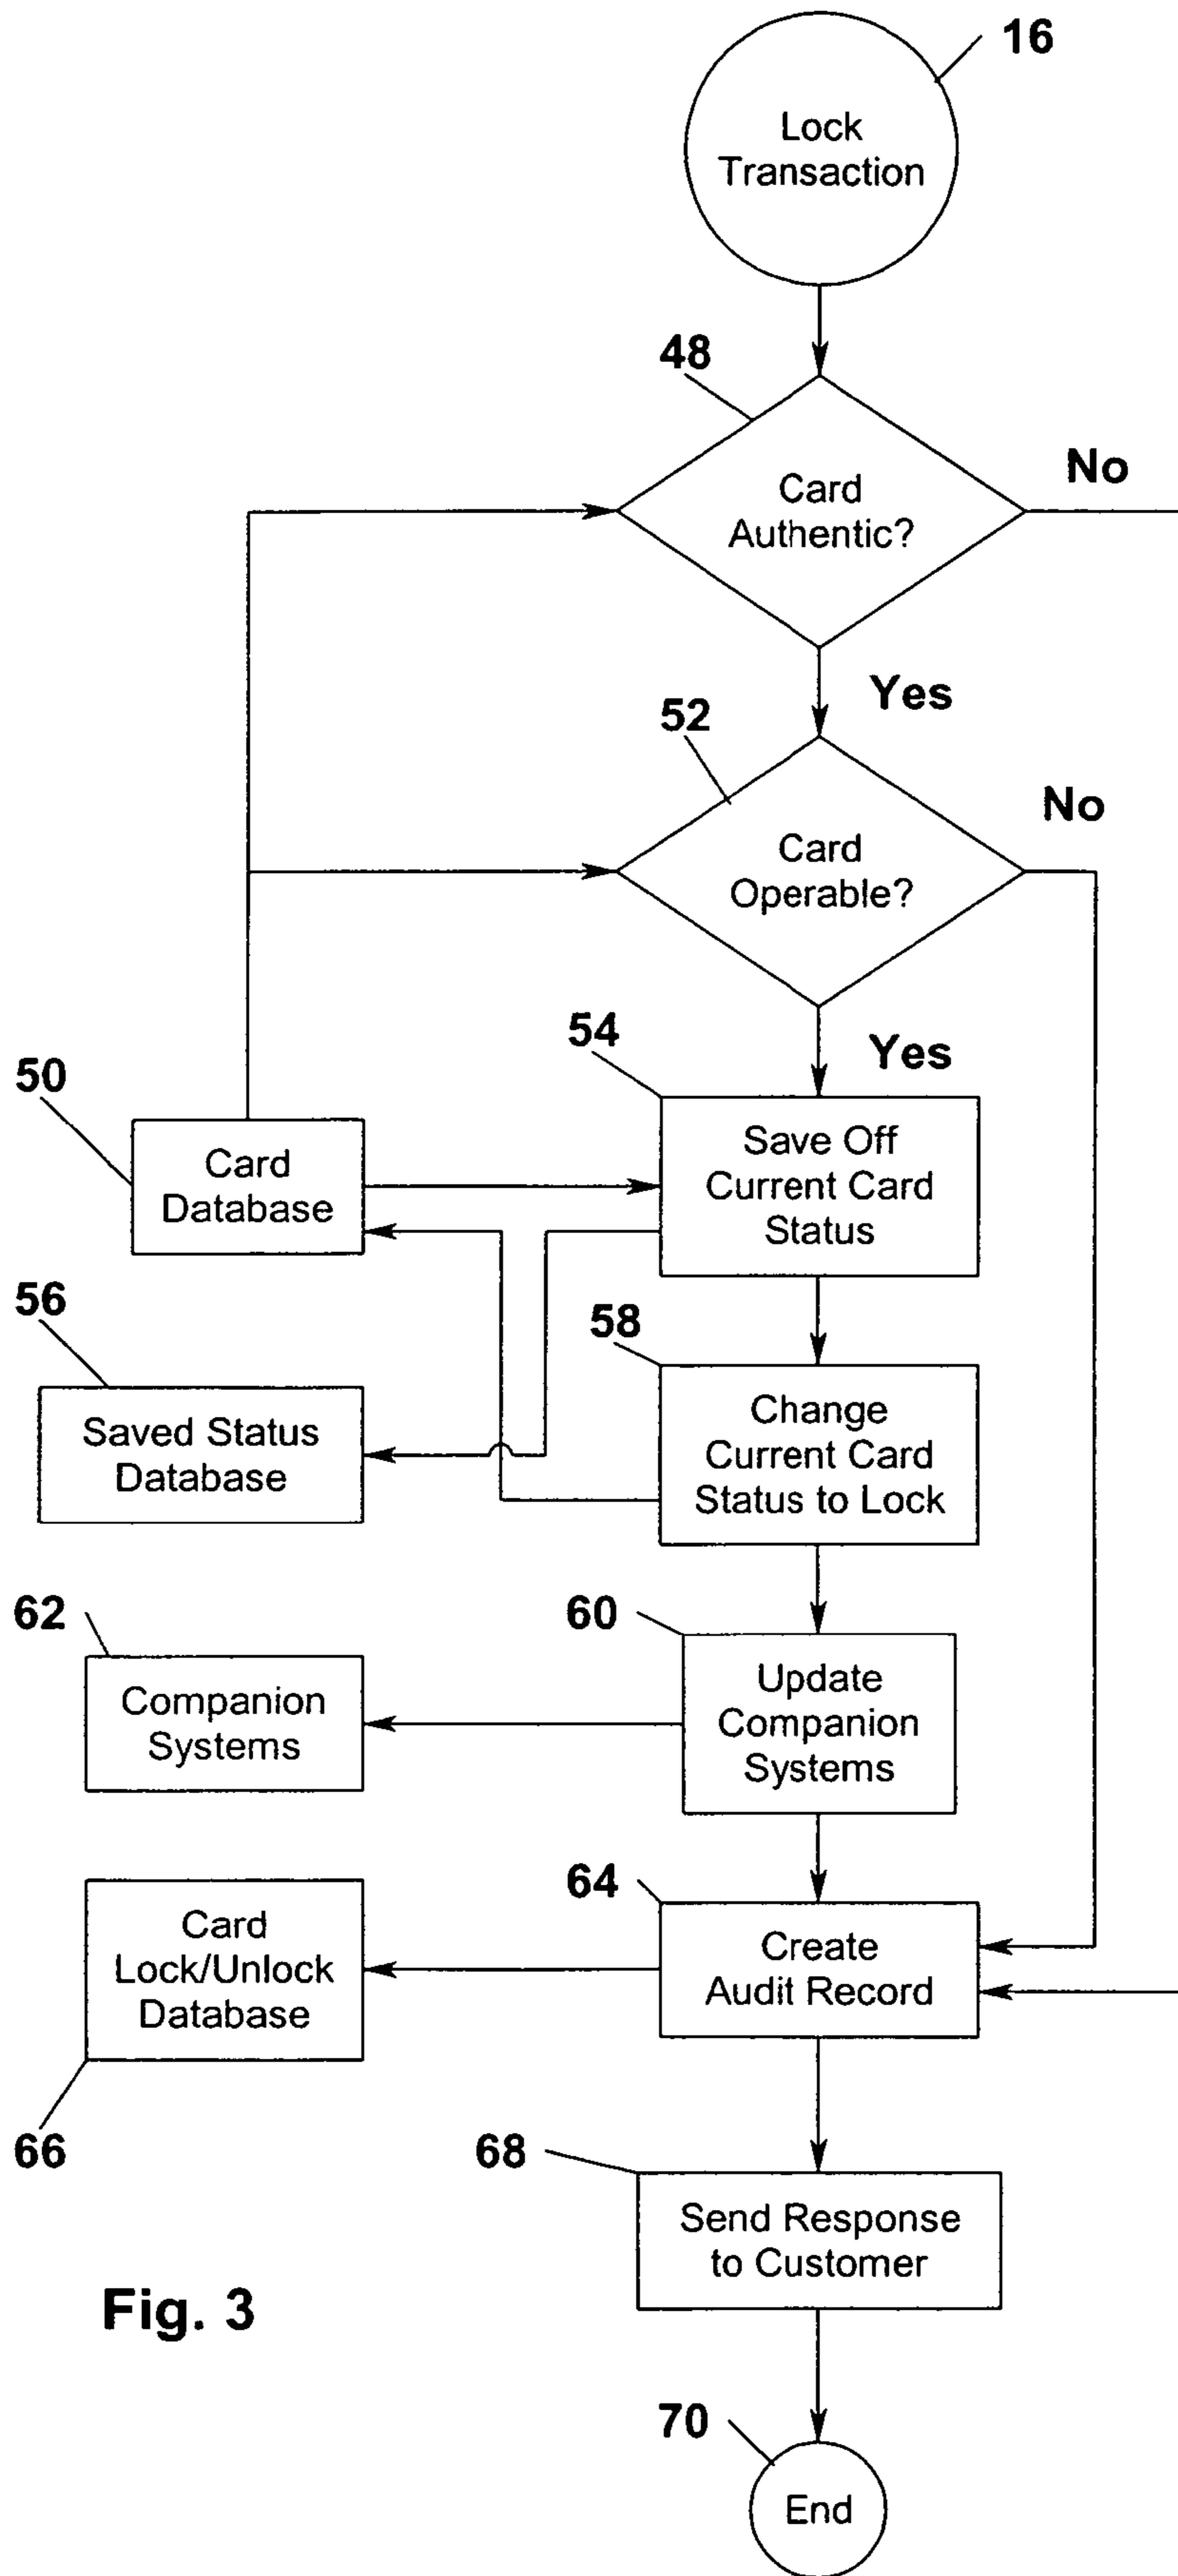 16
Lock
Transaction
48
No
Card
Authentic?
Yes
52
No
Card
Operable?
54
Yes
50
Card
Database
Save Off
Current Card
Status
56
58
Saved Status
Database
Change
Current Card
Status to Lock
62
60
Companion
Systems
Update
Companion
Systems
64
Card
Lock/Unlock
Database
Create
Audit Record
66
68
Send Response
to Customer
Fig. 3
70
End